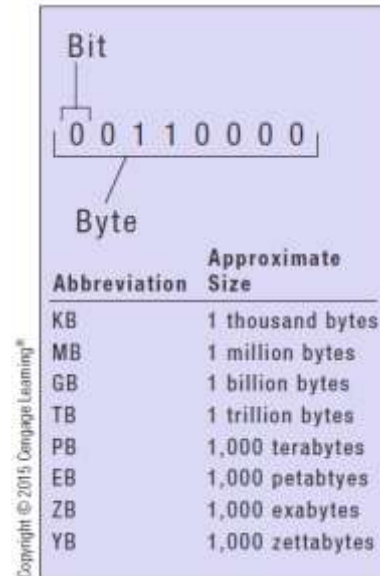 Bit
0 0 1 1 0 0 0 0
Byte
Abbreviation Approximate Size
KB 1 thousand bytes
MB 1 million bytes
GB 1 billion bytes
TB 1 trillion bytes
PB 1,000 terabytes
EB 1,000 petabtyes
ZB 1,000 exabytes
YB 1,000 zettabytes
Copyright © 2015 Cengage Learning®